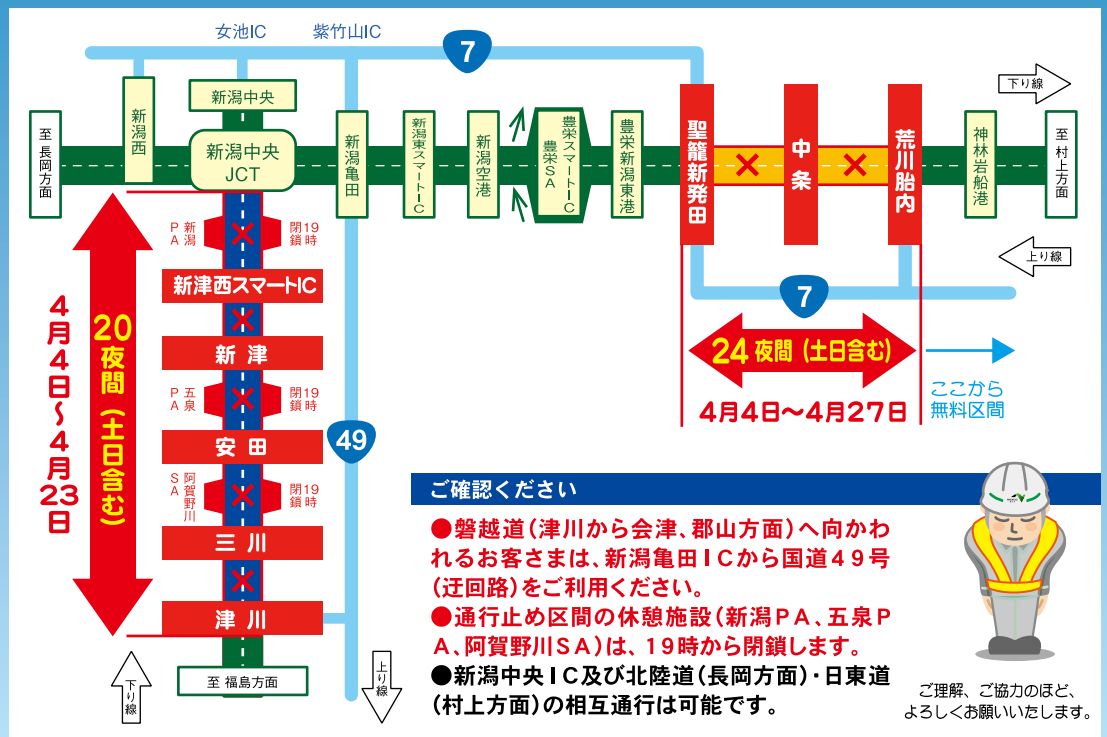 女池IC
紫竹山IC
7
下り線
新潟西
新潟中央
新潟中央
JCT
至 長岡方面
新潟亀田
新潟東スマートIC
新潟空港
豊栄スマートIC
豊栄SA
豊栄新潟東港
聖籠新発田
中条
荒川胎内
神林岩船港
至 村上方面
上り線
7
新潟PA
19時閉鎖
新津西スマートIC
新津
五泉PA
19時閉鎖
安田
阿賀野川SA
19時閉鎖
三川
津川
至 福島方面
下り線
上り線
49
4月4日~4月23日
20夜間(土日含む)
24夜間(土日含む)
4月4日~4月27日
ここから
無料区間
ご確認ください
●磐越道(津川から会津、郡山方面)へ向かわ
れるお客さまは、新潟亀田ICから国道49号
(迂回路)をご利用ください。
●通行止め区間の休憩施設(新潟PA、五泉P
A、阿賀野川SA)は、19時から閉鎖します。
●新潟中央IC及び北陸道(長岡方面)・日東道
(村上方面)の相互通行は可能です。
ご理解、ご協力のほど、
よろしくお願いいたします。